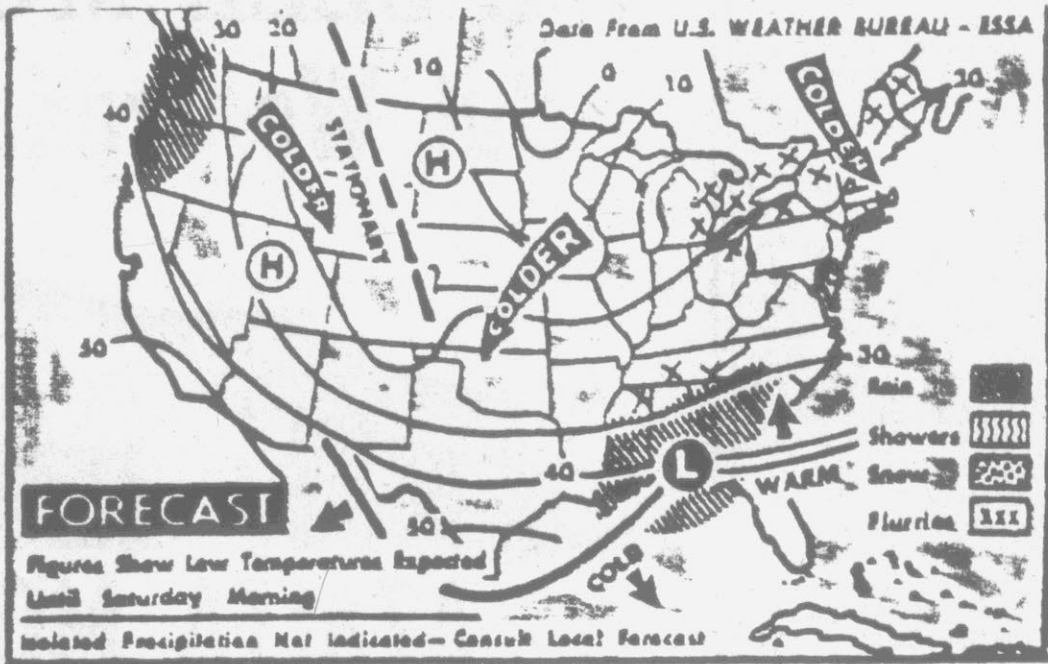 Data From U.S. WEATHER BUREAU - ESSA
30 20
10
0
10
20
40
COLDER
STATIONARY
H
COLDER
H
COLDER
50
30
Rain
Showers
L
40
WARM
Snow
FORECAST
50
Flurries
COLD
Figures Show Low Temperatures Expected
Until Saturday Morning
Isolated Precipitation Not Indicated— Consult Local Forecast